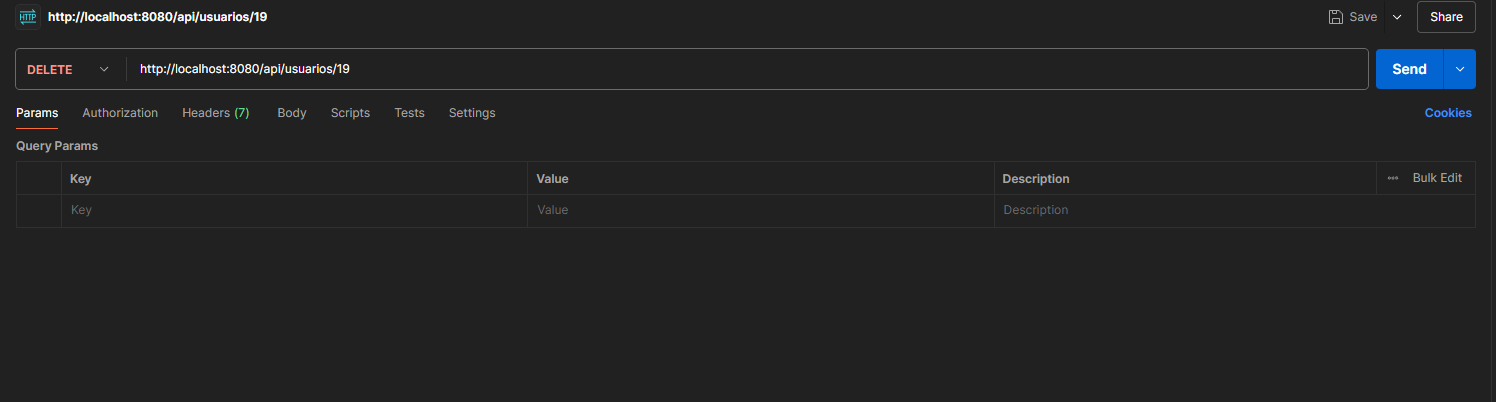 HTTP http://localhost:8080/api/usuarios/19 Save Share
DELETE http://localhost:8080/api/usuarios/19 Send
Params Authorization Headers (7) Body Scripts Tests Settings Cookies
Query Params
Key Value Description Bulk Edit
Key Value Description